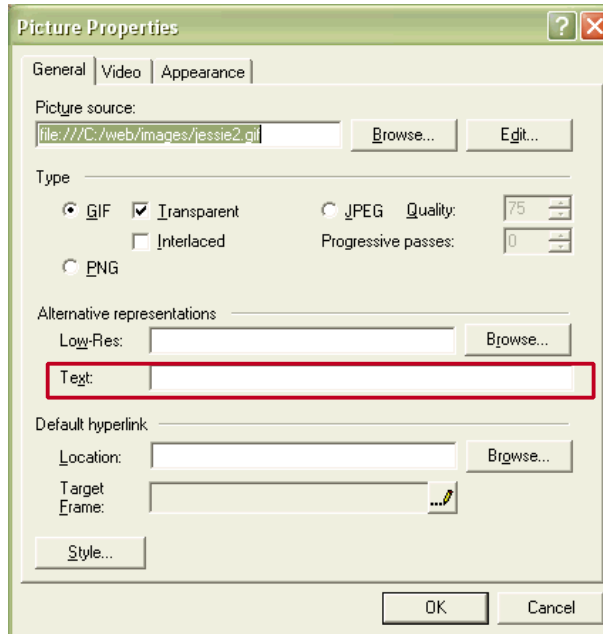 Picture Properties
General Video Appearance
Picture source:
file:///C:/web/images/jessie2.gif Browse... Edit...
Type
GIF Transparent JPEG Quality: 75
Interlaced Progressive passes: 0
PNG
Alternative representations
Low-Res: Browse...
Text:
Default hyperlink
Location: Browse...
Target
Frame: ...
Style...
OK Cancel